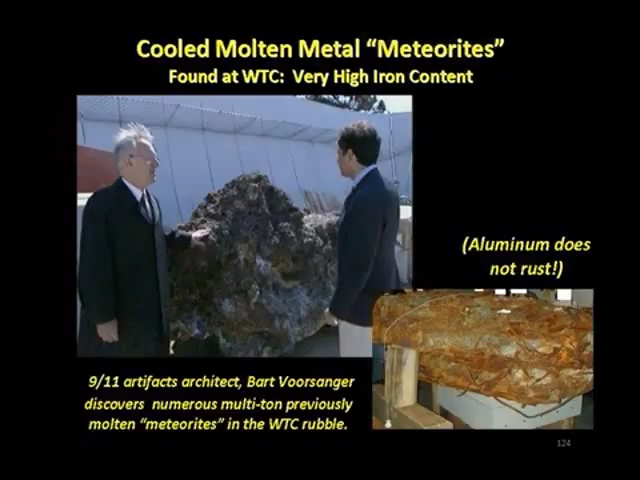 Cooled Molten Metal “Meteorites”
Found at WTC: Very High Iron Content
(Aluminum does
not rust!)
9/11 artifacts architect, Bart Voorsanger
discovers numerous multi-ton previously
molten “meteorites” in the WTC rubble.
124